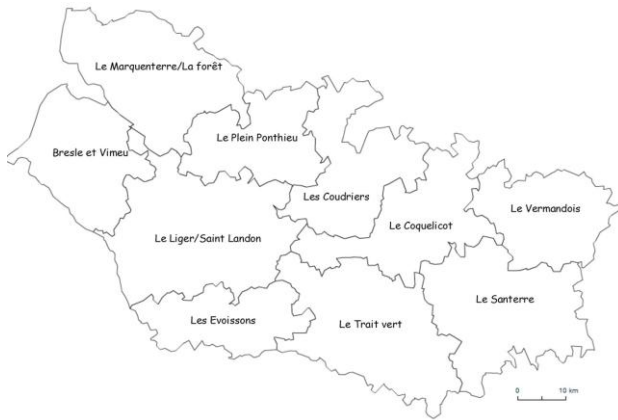 Le Marquenterre/La forêt
Le Plein Ponthieu
Bresle et Vimeu
Les Coudriers
Le Vermandois
Le Coquelicot
Le Liger/Saint Landon
Le Santerre
Les Evoissons
Le Trait vert
0 10 km